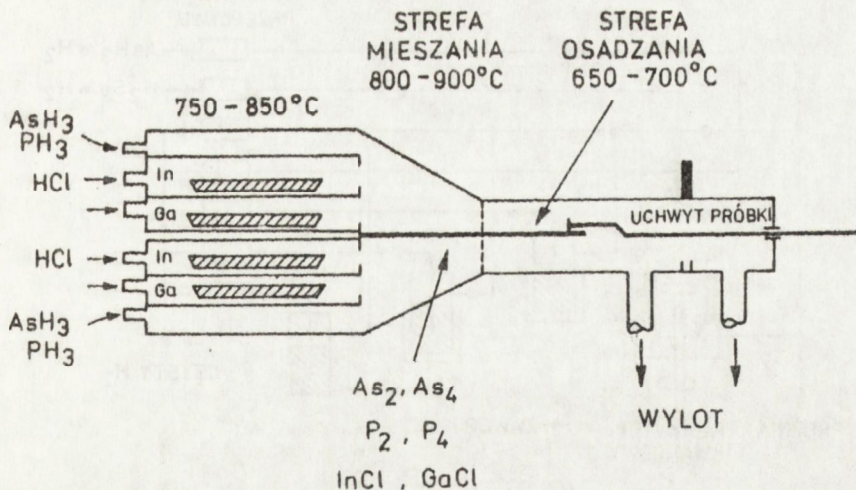 STREFA
MIESZANIA
800-900°C
STREFA
OSADZANIA
650-700°C
750-850°C
AsH3
PH3
HCl
In
Ga
HCl
In
Ga
AsH3
PH3
UCHWYT PRÓBKI
As2, As4
P2, P4
InCl, GaCl
WYLOT